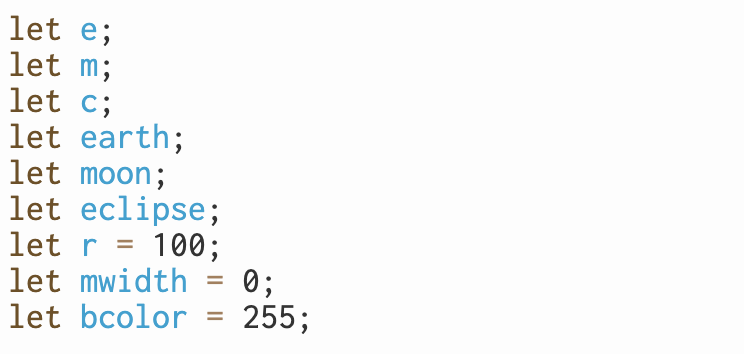 let e;
let m;
let c;
let earth;
let moon;
let eclipse;
let r = 100;
let mwidth = 0;
let bcolor = 255;